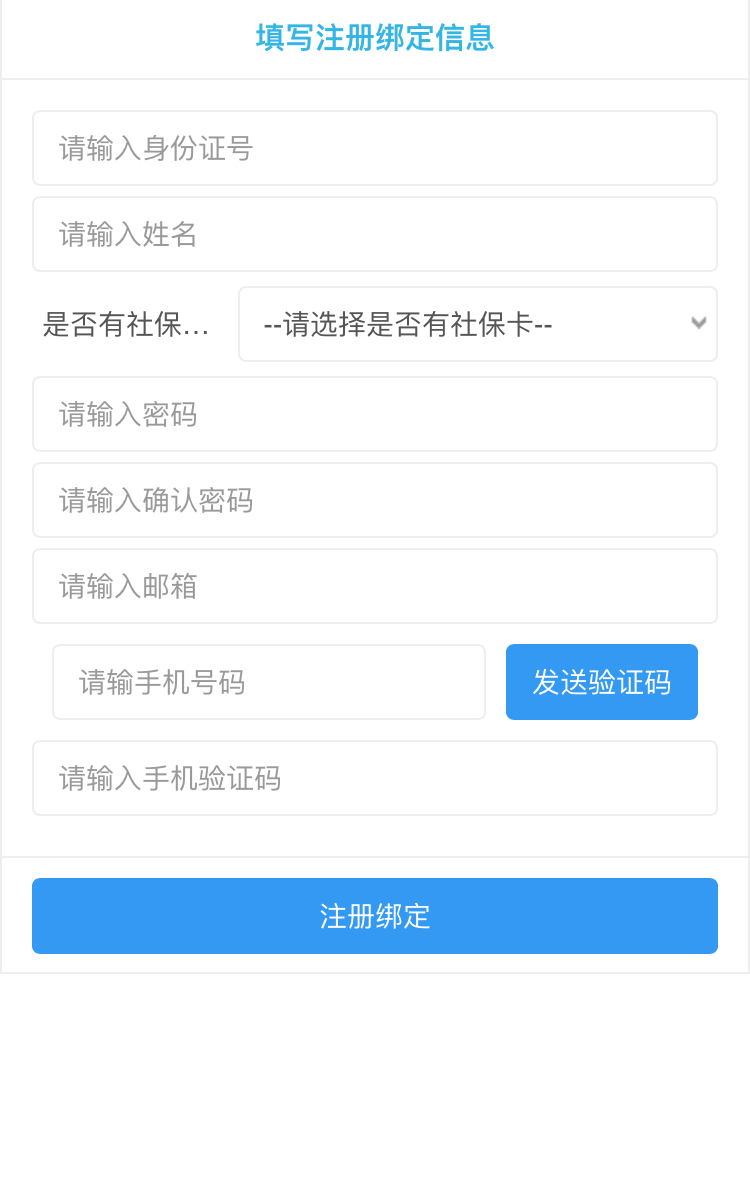 填写注册绑定信息
请输入身份证号
请输入姓名
是否有社保… --请选择是否有社保卡--
请输入密码
请输入确认密码
请输入邮箱
请输手机号码 发送验证码
请输入手机验证码
注册绑定